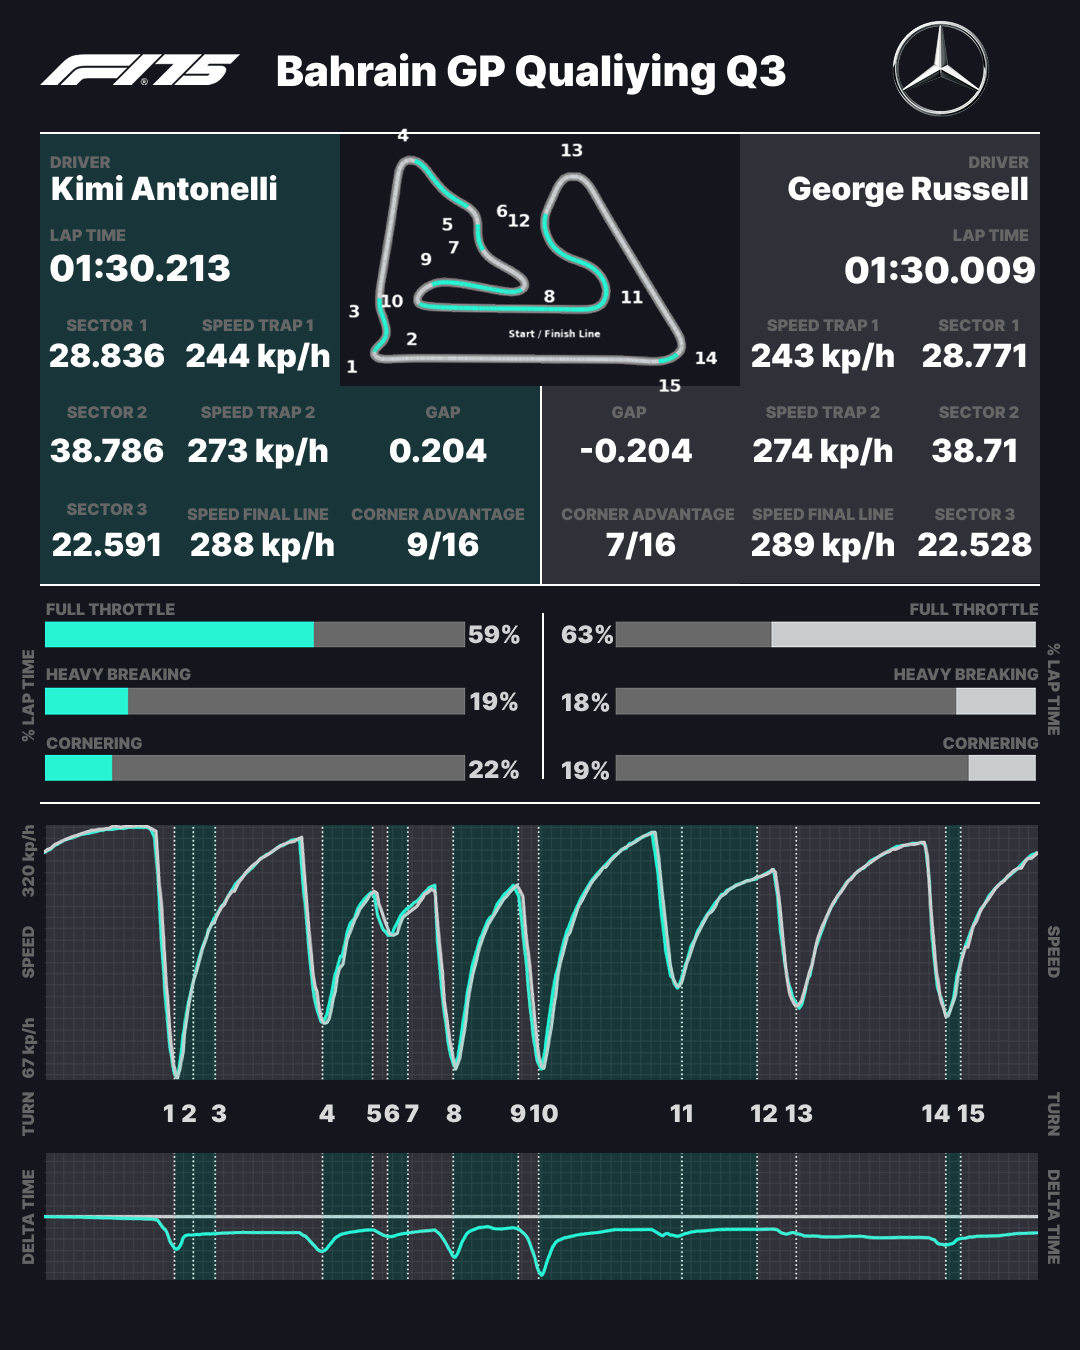 F1®75 Bahrain GP Qualiying Q3
DRIVER
Kimi Antonelli
LAP TIME
01:30.213
SECTOR 1 SPEED TRAP 1
28.836 244 kp/h
SECTOR 2 SPEED TRAP 2 GAP
38.786 273 kp/h 0.204
SECTOR 3 SPEED FINAL LINE CORNER ADVANTAGE
22.591 288 kp/h 9/16
4
13
6
12
5
7
9
10
8
11
3
Start / Finish Line
2
14
1
15
DRIVER
George Russell
LAP TIME
01:30.009
SPEED TRAP 1 SECTOR 1
243 kp/h 28.771
GAP SPEED TRAP 2 SECTOR 2
-0.204 274 kp/h 38.71
CORNER ADVANTAGE SPEED FINAL LINE SECTOR 3
7/16 289 kp/h 22.528
% LAP TIME
FULL THROTTLE
59%
HEAVY BREAKING
19%
CORNERING
22%
FULL THROTTLE
63%
HEAVY BREAKING
18%
CORNERING
19%
% LAP TIME
320 kp/h
SPEED
67 kp/h
SPEED
TURN
1 2 3 4 5 6 7 8 9 10 11 12 13 14 15
TURN
DELTA TIME
DELTA TIME